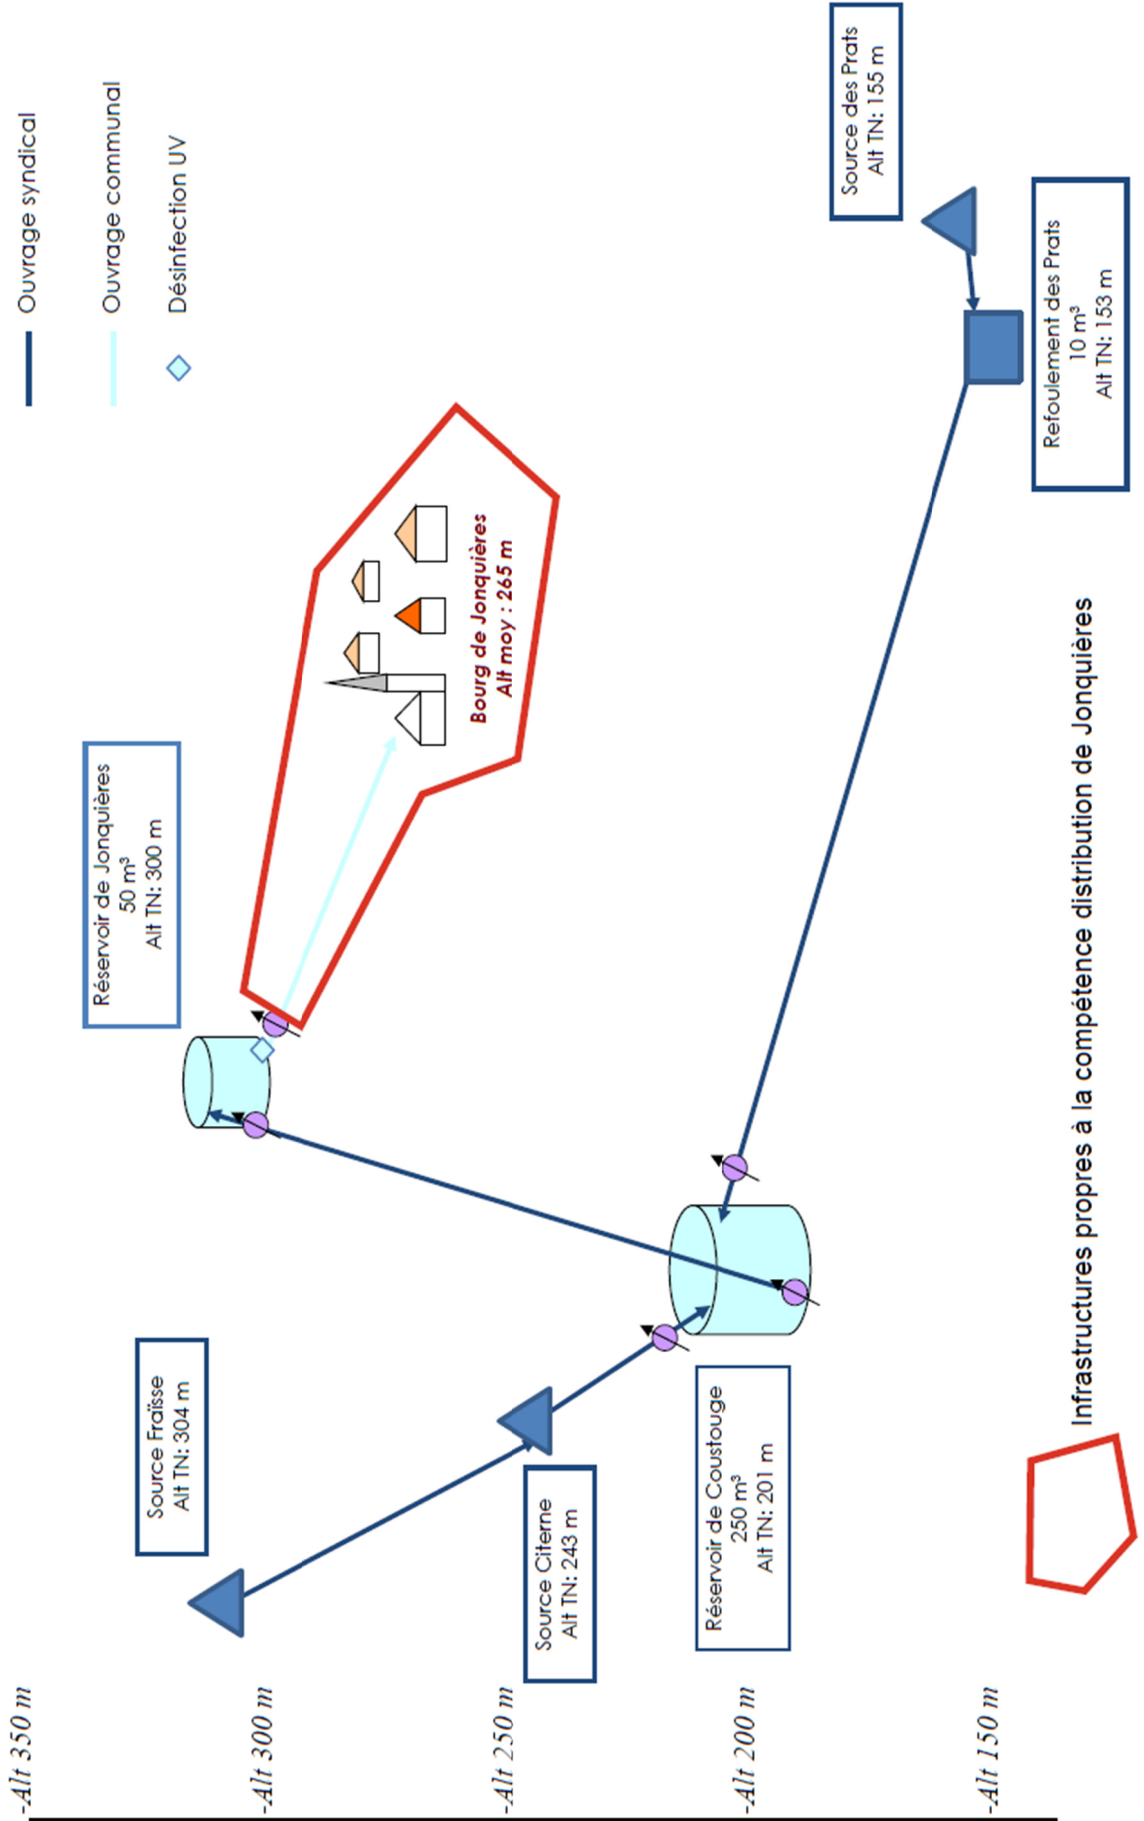 Ouvrage syndical
Ouvrage communal
Désinfection UV
-Alt 350 m
-Alt 300 m
-Alt 250 m
-Alt 200 m
-Alt 150 m
Source Fraïsse
Alt TN: 304 m
Source Citerne
Alt TN: 243 m
Réservoir de Coustouge
250 m³
Alt TN: 201 m
Réservoir de Jonquières
50 m³
Alt TN: 300 m
Bourg de Jonquières
Alt moy : 265 m
Source des Prats
Alt TN: 155 m
Refoulement des Prats
10 m³
Alt TN: 153 m
Infrastructures propres à la compétence distribution de Jonquières